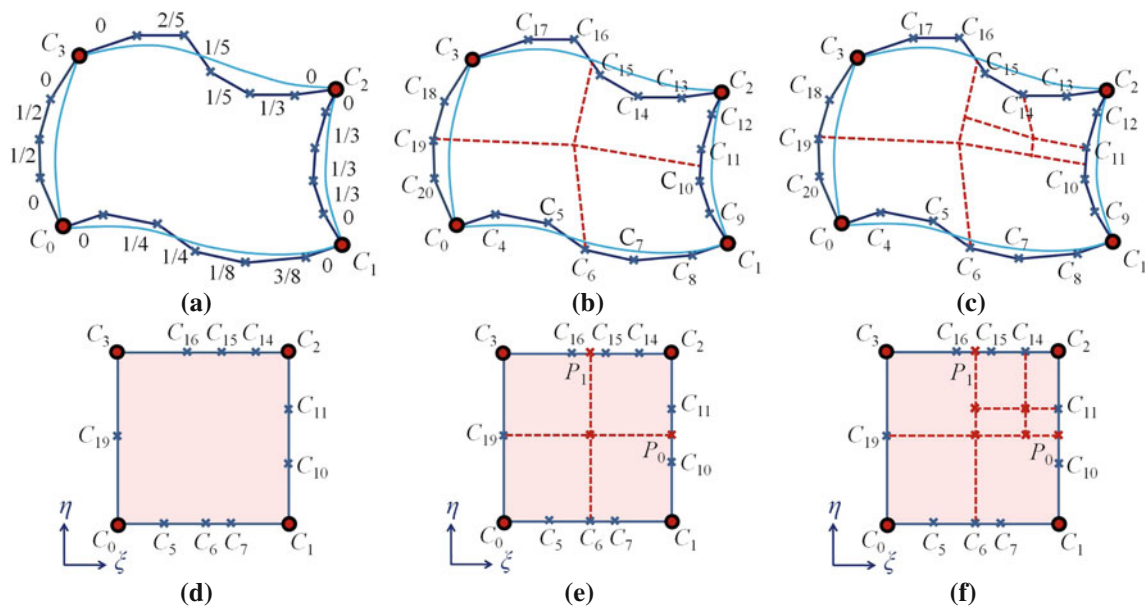 0
2/5
C3
1/5
0
C2
0
0
1/2
1/5
1/3
1/3
1/2
1/3
1/3
0
0
C0
0
1/4
1/4
1/8
3/8
0
C1
(a)
C17
C16
C3
C15
C13
C2
C18
C14
C12
C19
C11
C10
C20
C9
C0
C4
C5
C7
C6
C8
C1
(b)
C17
C16
C3
C15
C13
C2
C18
C14
C12
C19
C11
C10
C20
C9
C0
C4
C5
C7
C6
C8
C1
(c)
C3
C16
C15
C14
C2
C11
C19
C10
η
C0
C5
C6
C7
C1
ξ
(d)
C3
C16
C15
C14
C2
P1
C11
C19
P0
C10
η
C0
C5
C6
C7
C1
ξ
(e)
C3
C16
C15
C14
C2
P1
C11
C19
P0
C10
η
C0
C5
C6
C7
C1
ξ
(f)